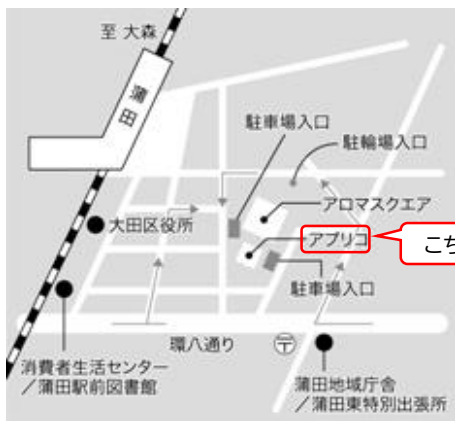 至 大森
蒲田
駐車場入口
駐輪場入口
アロマスクエア
大田区役所
アプリコ
こち
駐車場入口
環八通り
〒
消費者生活センター
/蒲田駅前図書館
蒲田地域庁舎
/蒲田東特別出張所